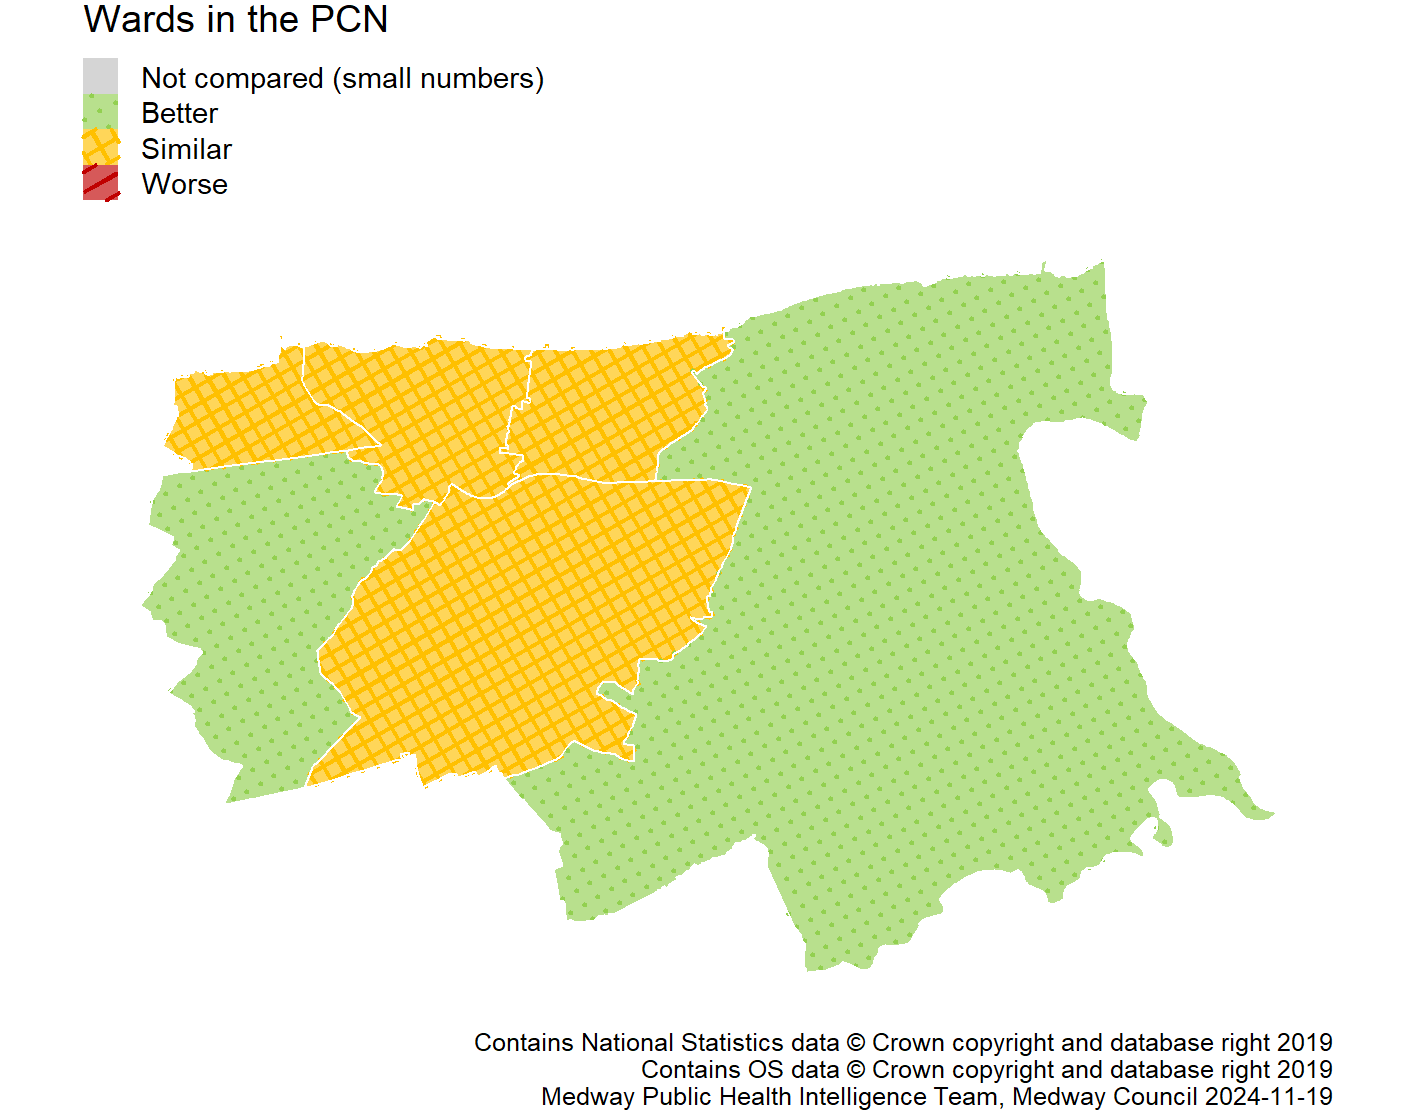 Wards in the PCN
Not compared (small numbers)
Better
Similar
Worse
Contains National Statistics data © Crown copyright and database right 2019
Contains OS data © Crown copyright and database right 2019
Medway Public Health Intelligence Team, Medway Council 2024-11-19